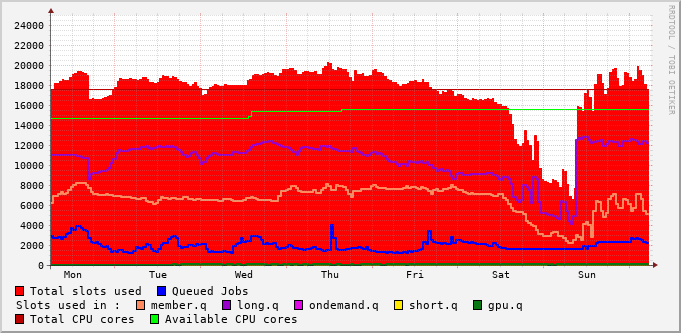 RRDTOOL / TOBI OETIKER
24000
22000
20000
18000
16000
14000
12000
10000
8000
6000
4000
2000
0
Mon Tue Wed Thu Fri Sat Sun
Total slots used Queued Jobs
Slots used in : member.q long.q ondemand.q short.q gpu.q
Total CPU cores Available CPU cores